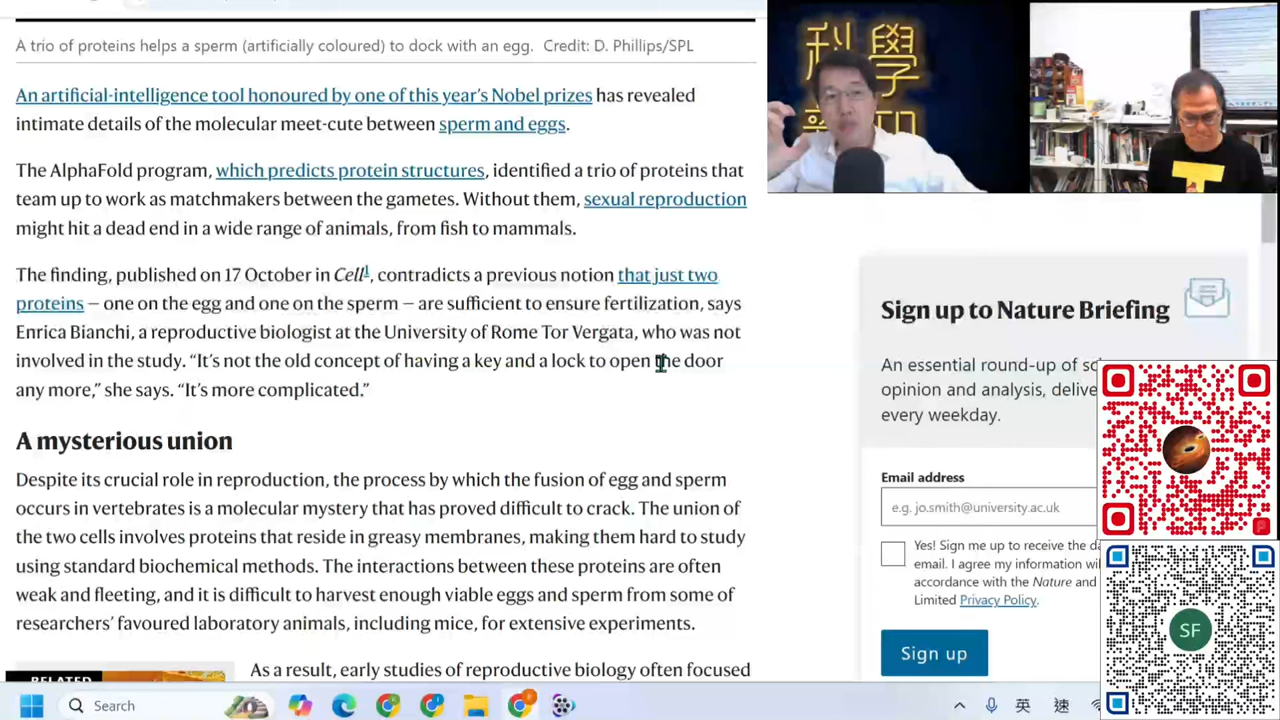 A trio of proteins helps a sperm (artificially coloured) to dock with an egg. Credit: D. Phillips/SPL
An artificial-intelligence tool honoured by one of this year's Nobel prizes has revealed
intimate details of the molecular meet-cute between sperm and eggs.
The AlphaFold program, which predicts protein structures, identified a trio of proteins that
team up to work as matchmakers between the gametes. Without them, sexual reproduction
might hit a dead end in a wide range of animals, from fish to mammals.
The finding, published on 17 October in Cell1, contradicts a previous notion that just two
proteins – one on the egg and one on the sperm – are sufficient to ensure fertilization, says
Enrica Bianchi, a reproductive biologist at the University of Rome Tor Vergata, who was not
involved in the study. “It's not the old concept of having a key and a lock to open the door
any more,” she says. “It's more complicated.”
A mysterious union
Despite its crucial role in reproduction, the process by which the fusion of egg and sperm
occurs in vertebrates is a molecular mystery that has proved difficult to crack. The union of
the two cells involves proteins that reside in greasy membranes, making them hard to study
using standard biochemical methods. The interactions between these proteins are often
weak and fleeting, and it is difficult to harvest enough viable eggs and sperm from some of
researchers' favoured laboratory animals, including mice, for extensive experiments.
RELATED
As a result, early studies of reproductive biology often focused
科學
Sign up to Nature Briefing
An essential round-up of
opinion and analysis,
every weekday.
Email address
e.g. jo.smith@university.ac.uk
Yes! Sign me up to receive the
email. I agree my information
accordance with the Nature and
Limited Privacy Policy.
Sign up
SF
Search
英
速